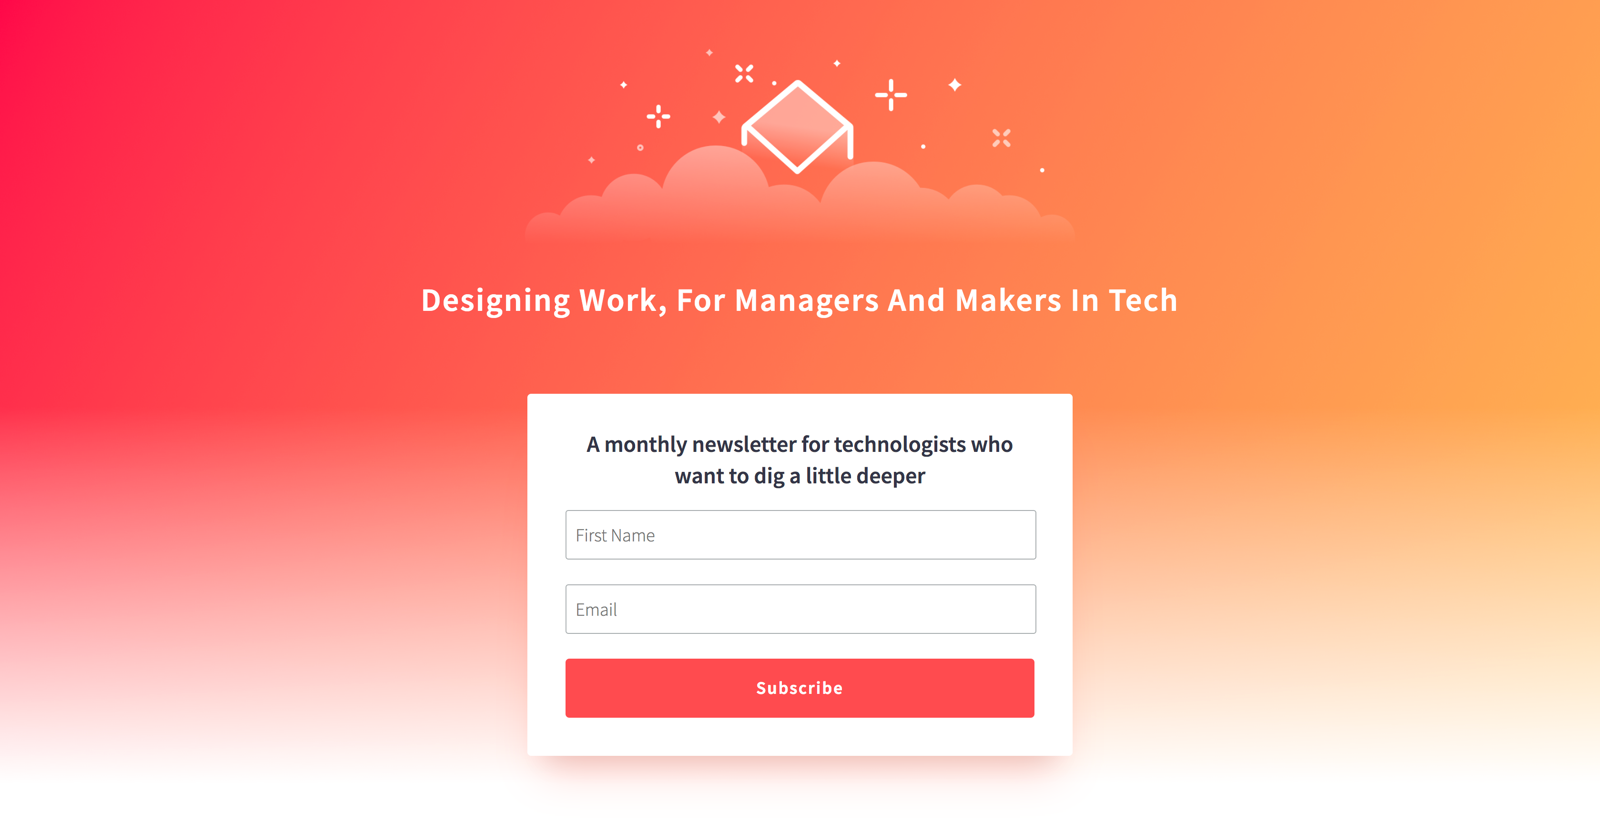 Designing Work, For Managers And Makers In Tech
A monthly newsletter for technologists who
want to dig a little deeper
First Name
Email
Subscribe